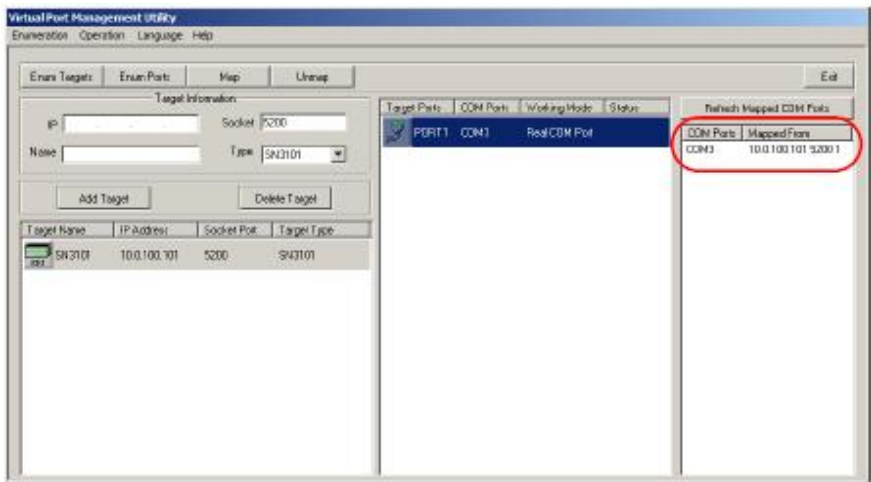 Virtual Port Management Utility
Enumeration Operation Language Help
Enum Targets Enum Ports Map Unmap Exit
Target Information
IP Socket 5200
Name Type SN3101
Add Target Delete Target
Target Name IP Address Socket Port Target Type
SN3101 10.0.100.101 5200 SN3101
Target Ports COM Ports Working Mode Status
PORT1 COM3 Real COM Port
Refresh Mapped COM Ports
COM Ports Mapped From
COM3 10.0.100.101 5200 1